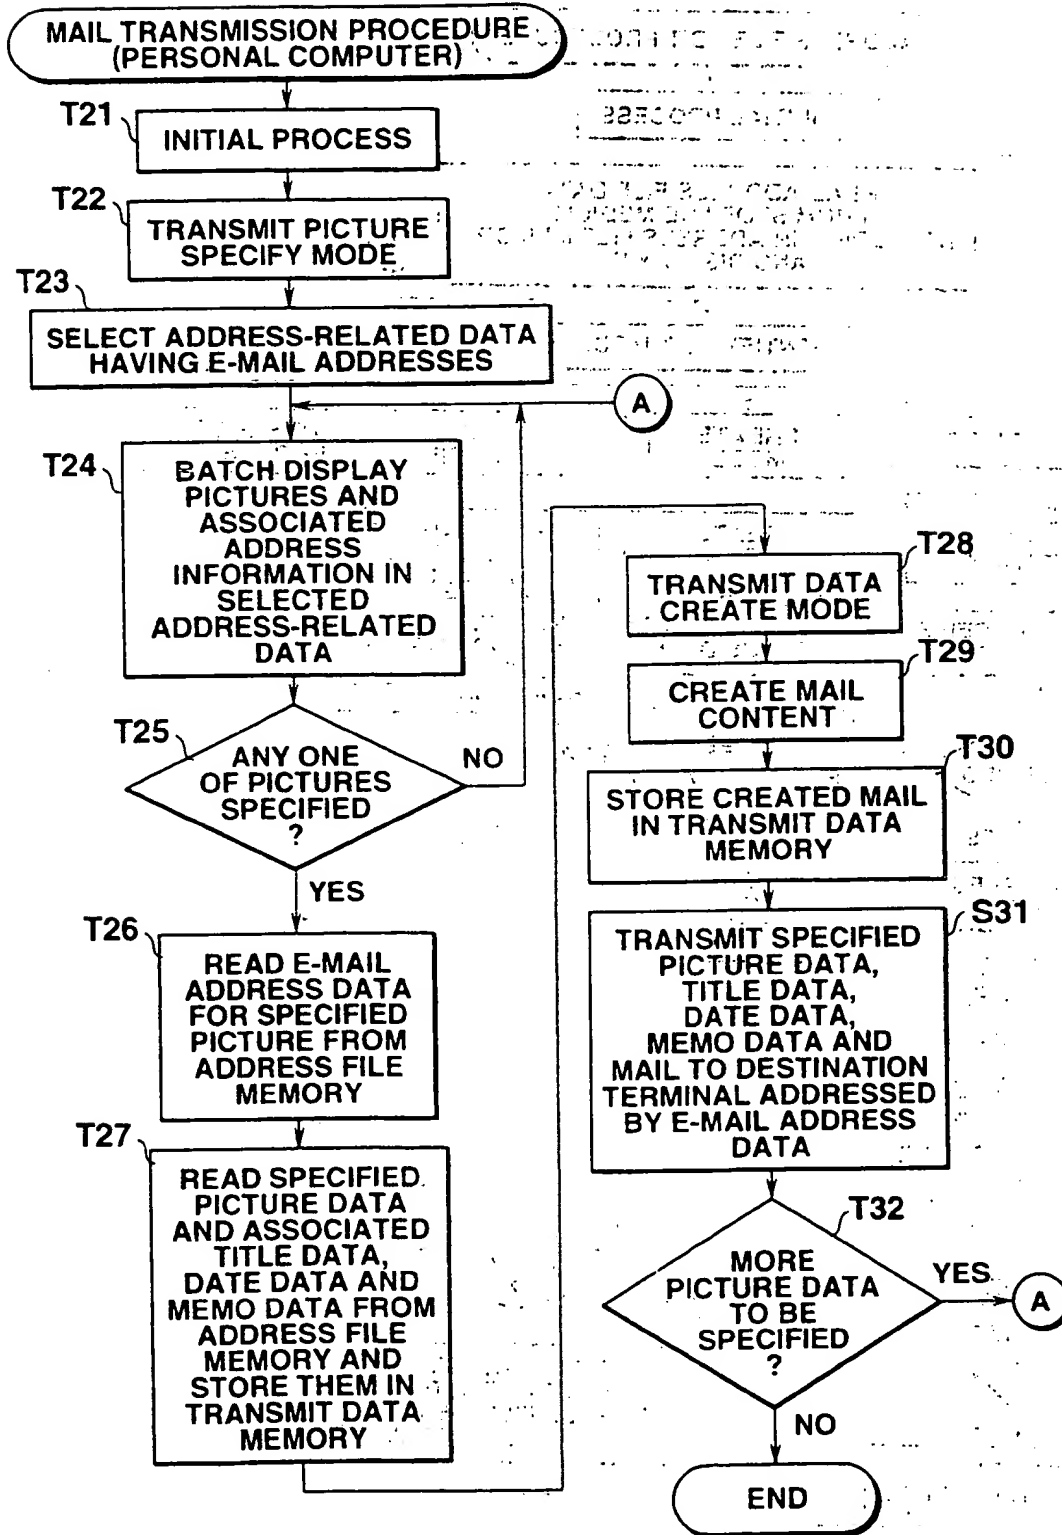 MAIL TRANSMISSION PROCEDURE
(PERSONAL COMPUTER)
T21
INITIAL PROCESS
T22
TRANSMIT PICTURE
SPECIFY MODE
T23
SELECT ADDRESS-RELATED DATA
HAVING E-MAIL ADDRESSES
A
T24
BATCH DISPLAY
PICTURES AND
ASSOCIATED
ADDRESS
INFORMATION IN
SELECTED
ADDRESS-RELATED
DATA
T25
ANY ONE
OF PICTURES
SPECIFIED
?
NO
YES
T26
READ E-MAIL
ADDRESS DATA
FOR SPECIFIED
PICTURE FROM
ADDRESS FILE
MEMORY
T27
READ SPECIFIED
PICTURE DATA
AND ASSOCIATED
TITLE DATA,
DATE DATA AND
MEMO DATA FROM
ADDRESS FILE
MEMORY AND
STORE THEM IN
TRANSMIT DATA
MEMORY
T28
TRANSMIT DATA
CREATE MODE
T29
CREATE MAIL
CONTENT
T30
STORE CREATED MAIL
IN TRANSMIT DATA
MEMORY
S31
TRANSMIT SPECIFIED
PICTURE DATA,
TITLE DATA,
DATE DATA,
MEMO DATA AND
MAIL TO DESTINATION
TERMINAL ADDRESSED
BY E-MAIL ADDRESS
DATA
T32
MORE
PICTURE DATA
TO BE
SPECIFIED
?
YES
A
NO
END